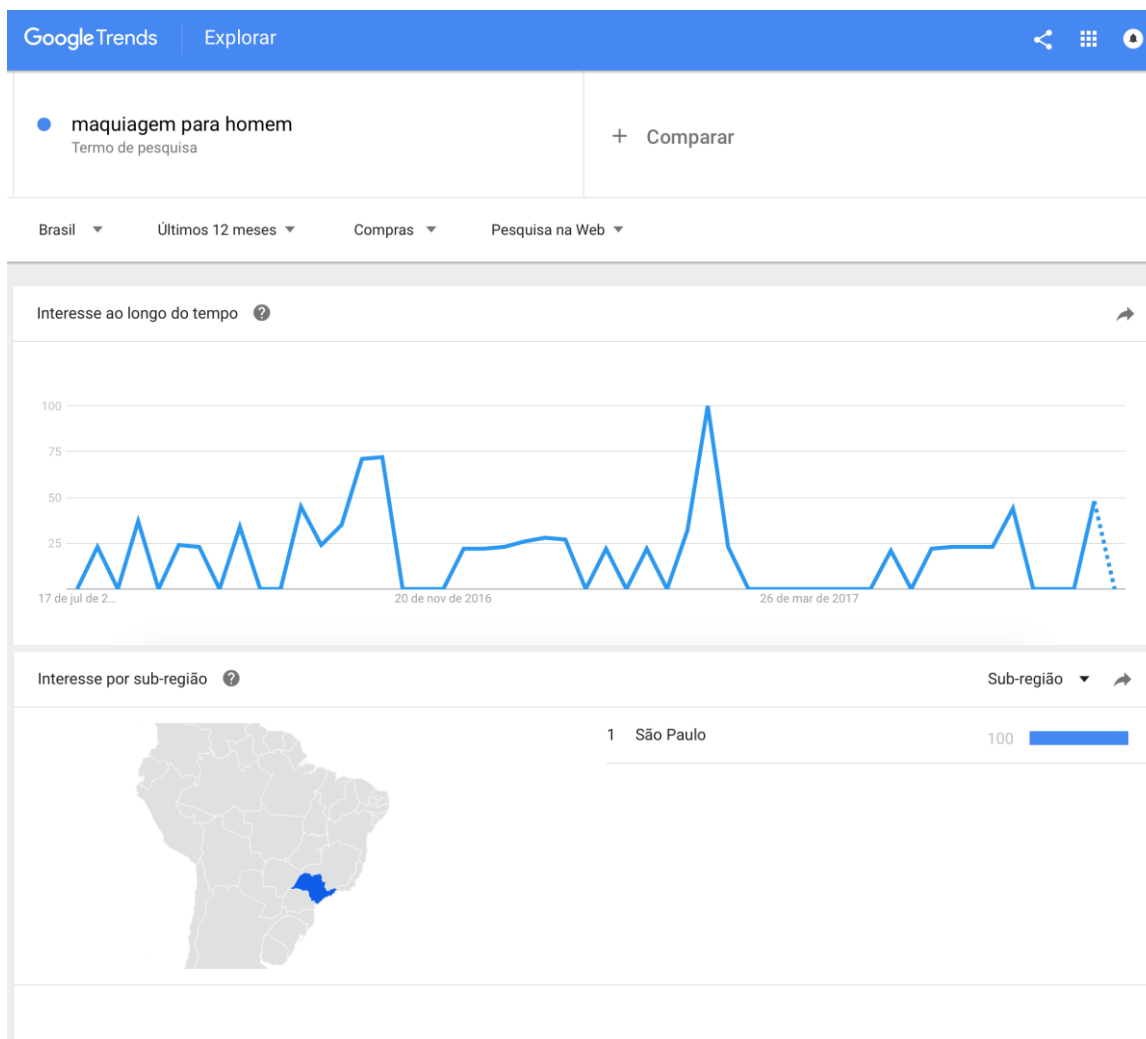 Google Trends Explorar
maquiagem para homem
Termo de pesquisa
+ Comparar
Brasil Últimos 12 meses Compras Pesquisa na Web
Interesse ao longo do tempo ?
100
75
50
25
17 de jul de 2... 20 de nov de 2016 26 de mar de 2017
Interesse por sub-região ? Sub-região
1 São Paulo 100